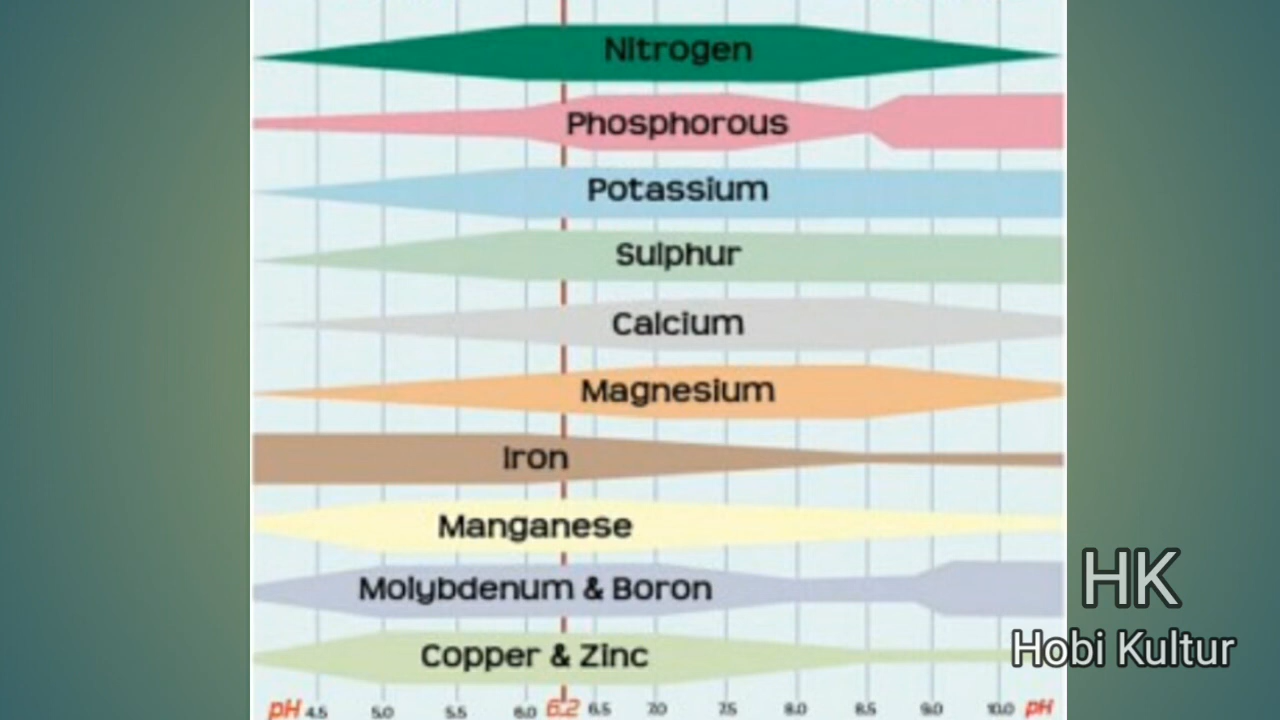 Nitrogen
Phosphorous
Potassium
Sulphur
Calcium
Magnesium
Iron
Manganese
Molybdenum & Boron
Copper & Zinc
pH 4.5 5.0 5.5 6.0 6.2 6.5 7.0 7.5 8.0 8.5 9.0 10.0 pH
HK
Hobi Kultur